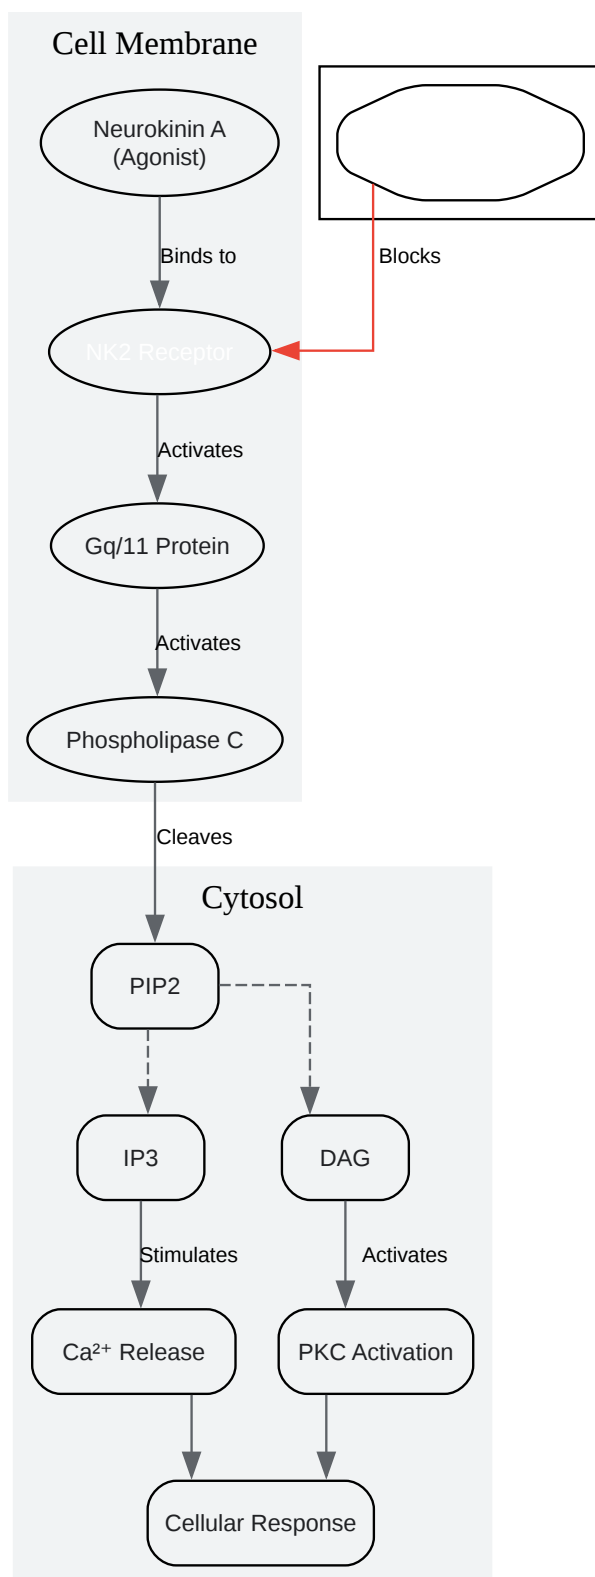 Cell Membrane
Neurokinin A
(Agonist)
Binds to
Blocks
NK2 Receptor
Activates
Gq/11 Protein
Activates
Phospholipase C
Cleaves
Cytosol
PIP2
IP3
DAG
Stimulates
Activates
Ca²⁺ Release
PKC Activation
Cellular Response